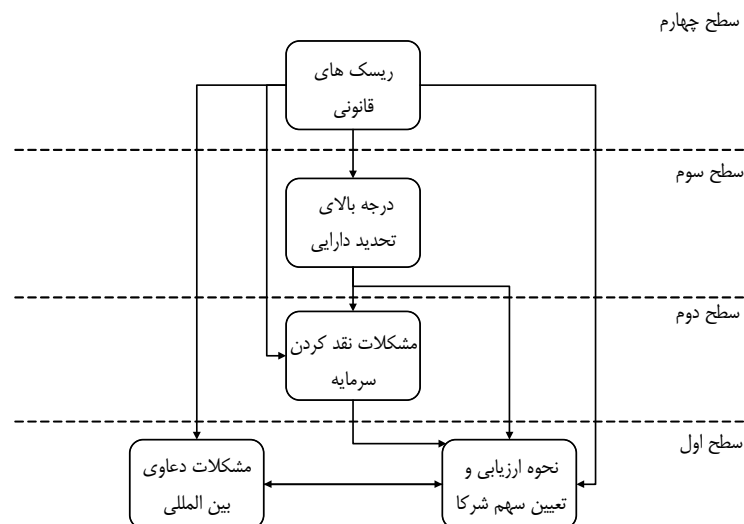 سطح چهارم
ریسک های
قانونی
سطح سوم
درجه بالای
تحدید دارایی
سطح دوم
مشکلات نقد کردن
سرمایه
سطح اول
نحوه ارزیابی و
تعیین سهم شرکا
مشکلات دعاوی
بین المللی